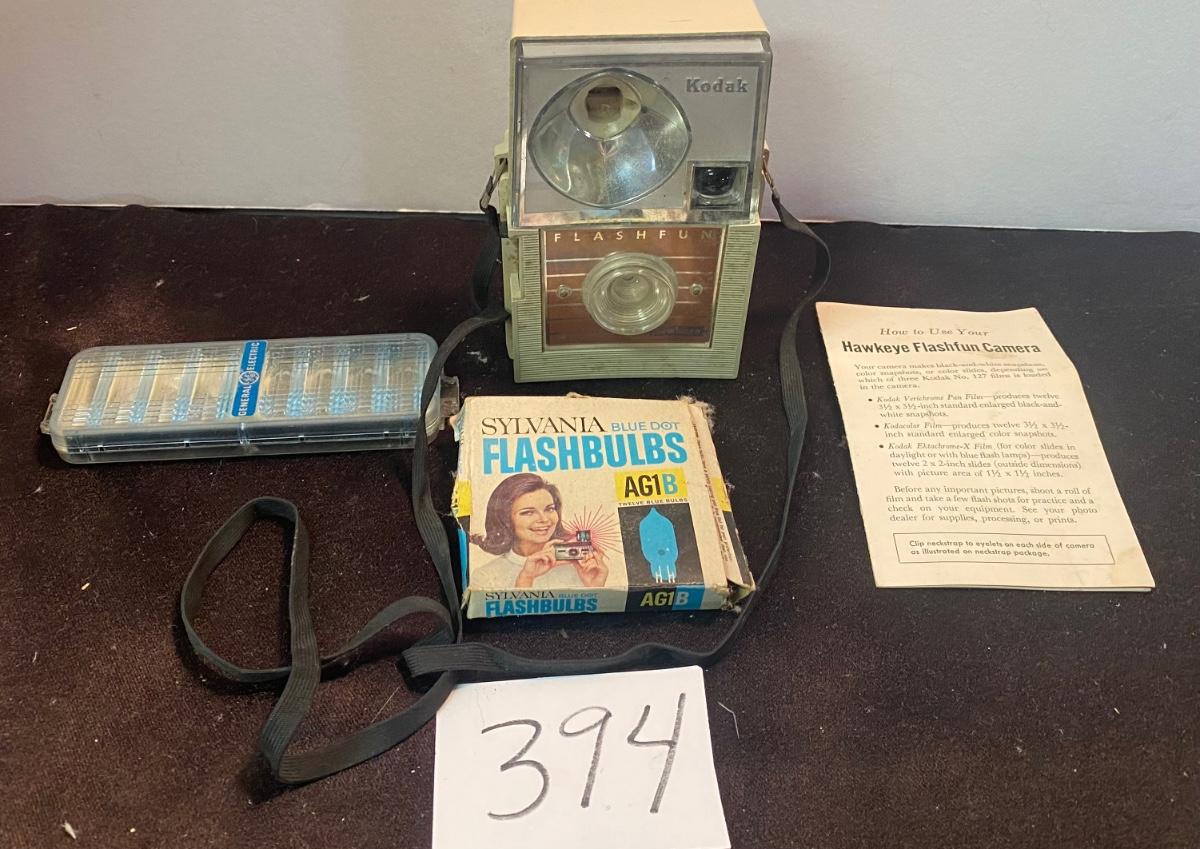 Kodak
FLASHFUN
GENERAL ELECTRIC
SYLVANIA BLUE DOT
FLASHBULBS
AG1B
TWELVE BLUE BULBS
SYLVANIA BLUE DOT
FLASHBULBS
AG1B
How to Use Your
Hawkeye Flashfun Camera
Your camera makes black-and-white snapshots,
color snapshots, or color slides, depending on
which of three Kodak No. 127 films is loaded
in the camera.
• Kodak Verichrome Pan Film—produces twelve
3½ x 3½-inch standard enlarged black-and-
white snapshots.
• Kodacolor Film—produces twelve 3½ x 3½-
inch standard enlarged color snapshots.
• Kodak Ektachrome-X Film (for color slides in
daylight or with blue flash lamps)—produces
twelve 2 x 2-inch slides (outside dimensions)
with picture area of 1½ x 1½ inches.
Before any important pictures, shoot a roll of
film and take a few flash shots for practice and a
check on your equipment. See your photo
dealer for supplies, processing, or prints.
Clip neckstrap to eyelets on each side of camera
as illustrated on neckstrap package.
394